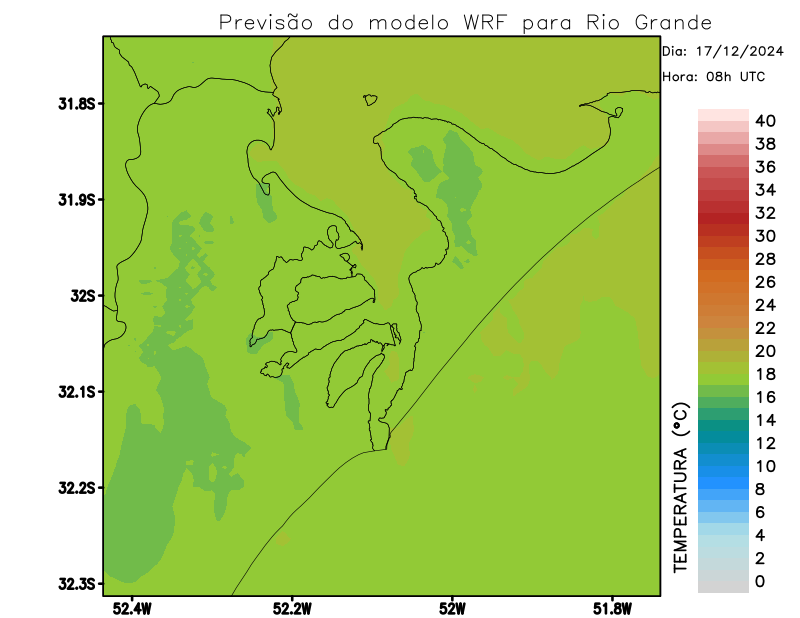 Previsão do modelo WRF para Rio Grande
Dia: 17/12/2024
Hora: 08h UTC
31.8S
31.9S
32S
32.1S
32.2S
32.3S
52.4W
52.2W
52W
51.8W
40
38
36
34
32
30
28
26
24
22
20
18
16
14
12
10
8
6
4
2
0
TEMPERATURA (°C)